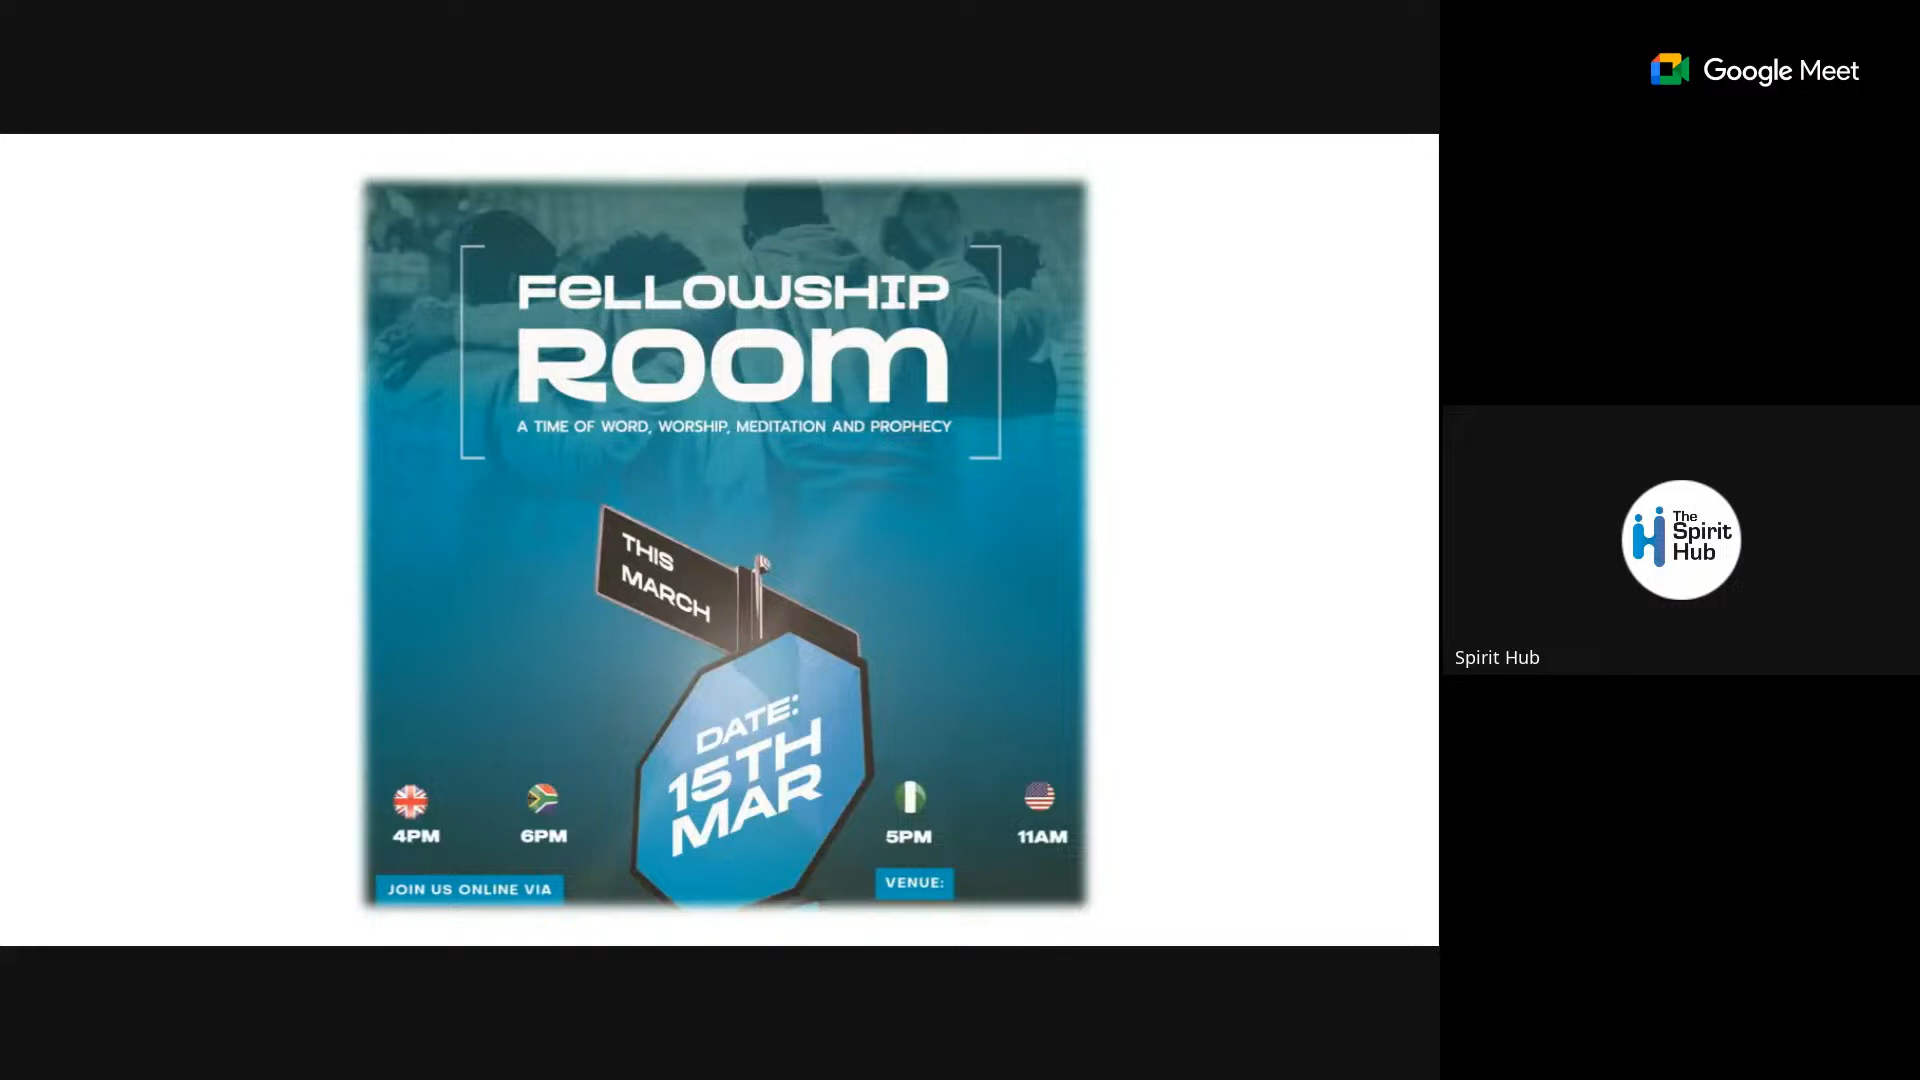 Google Meet
FELLOWSHIP
ROOM
A TIME OF WORD, WORSHIP, MEDITATION AND PROPHECY
THIS
MARCH
DATE:
15TH
MAR
4PM
6PM
5PM
11AM
JOIN US ONLINE VIA
VENUE:
The
Spirit
Hub
Spirit Hub